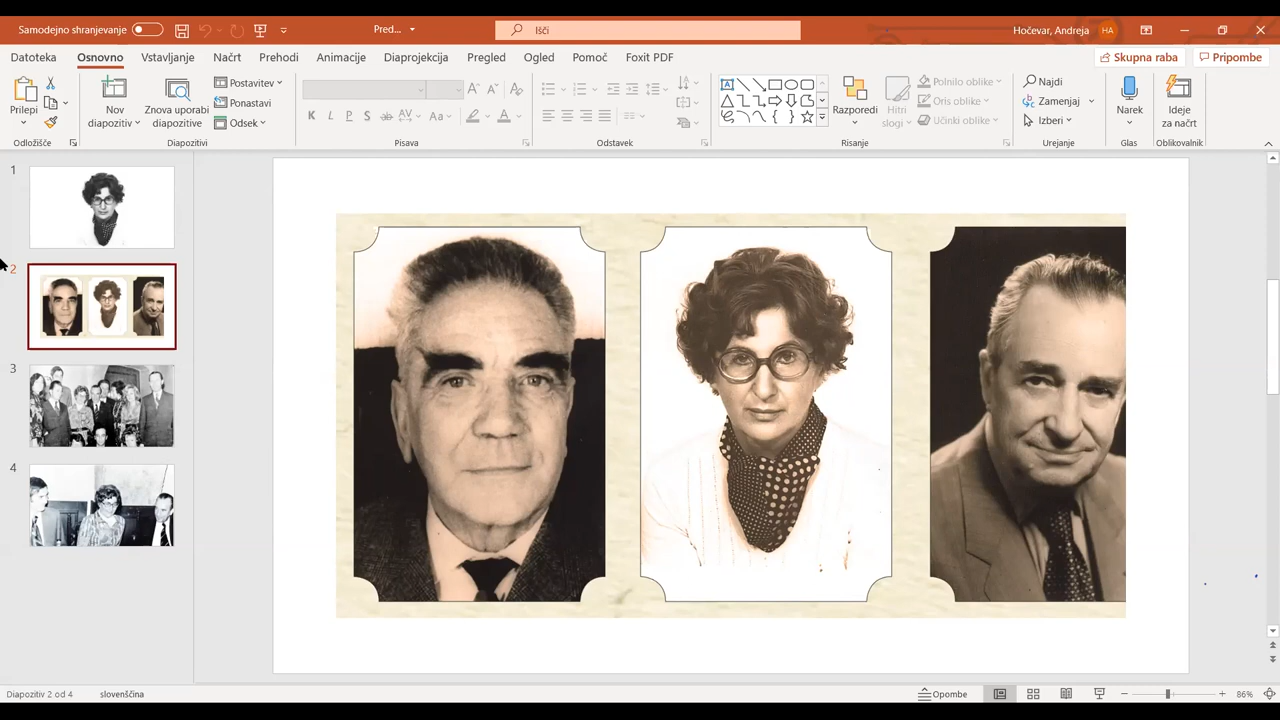 Samodejno shranjevanje
Pred...
Išči
Hočevar, Andreja
HA
Datoteka
Osnovno
Vstavljanje
Načrt
Prehodi
Animacije
Diaprojekcija
Pregled
Ogled
Pomoč
Foxit PDF
Skupna raba
Pripombe
Prilepi
Nov
diapozitiv
Znova uporabi
diapozitive
Postavitev
Ponastavi
Odsek
Razporedi
Hitri
slogi
Polnilo oblike
Oris oblike
Učinki oblike
Najdi
Zamenjaj
Izberi
Narek
Ideje
za načrt
Odložišče
Diapozitivi
Pisava
Odstavek
Risanje
Urejanje
Glas
Oblikovalnik
1
2
3
4
Diapozitiv 2 od 4
slovenščina
Opombe
86%